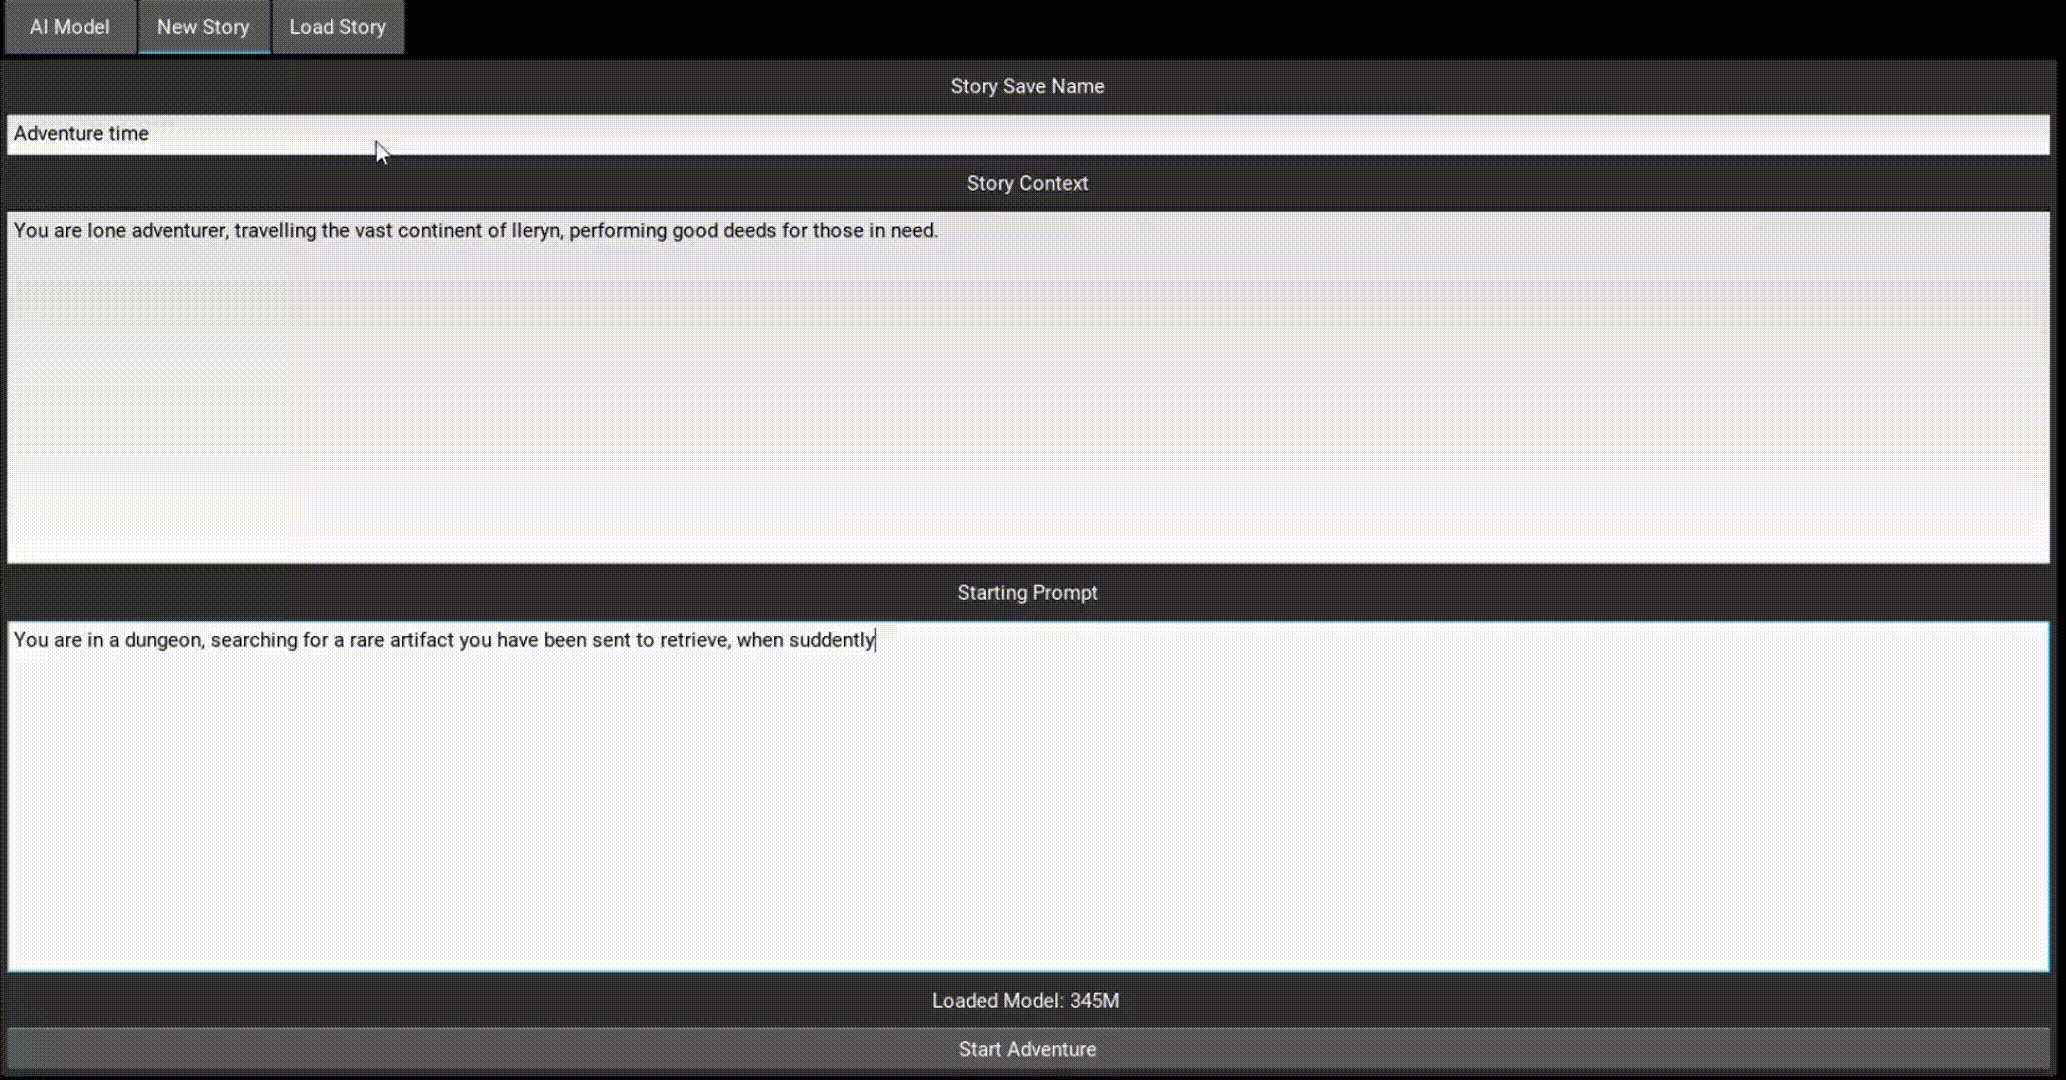 AI Model New Story Load Story
Story Save Name
Adventure time
Story Context
You are lone adventurer, travelling the vast continent of Ileryn, performing good deeds for those in need.
Starting Prompt
You are in a dungeon, searching for a rare artifact you have been sent to retrieve, when suddently
Loaded Model: 345M
Start Adventure